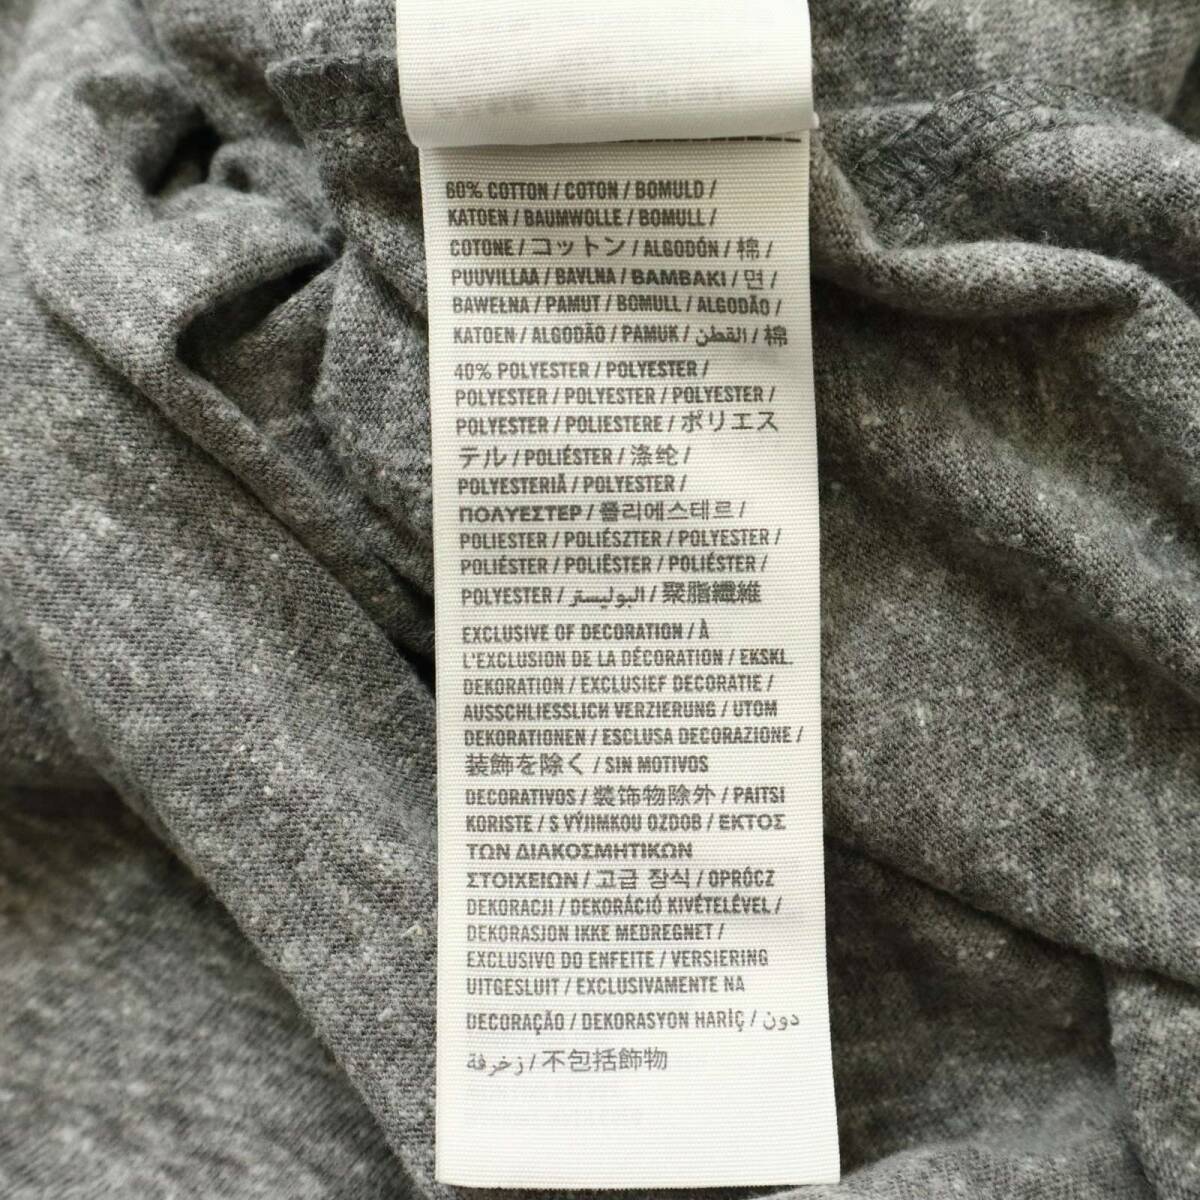 60% COTTON / COTON / BOMULD /
KATOEN / BAUMWOLLE / BOMULL /
COTONE / コットン / ALGODÓN / 棉 /
PUUVILLAA / BAVLNA / BAMBAKI / 면 /
BAWEŁNA / PAMUT / BOMULL / ALGODÃO /
KATOEN / ALGODÃO / PAMUK / القطن / 棉
40% POLYESTER / POLYESTER /
POLYESTER / POLYESTER / POLYESTER /
POLYESTER / POLIESTERE / ポリエス
テル / POLIÉSTER / 涤纶 /
POLYESTERIÄ / POLYESTER /
ΠΟΛΥΕΣΤΕΡ /폴리에스테르 /
POLIESTER / POLIÉSZTER / POLYESTER /
POLIÉSTER / POLIËSTER / POLIÉSTER /
POLYESTER / البوليستر / 聚脂纖維
EXCLUSIVE OF DECORATION / À
L'EXCLUSION DE LA DÉCORATION / EKSKL.
DEKORATION / EXCLUSIEF DECORATIE /
AUSSCHLIESSLICH VERZIERUNG / UTOM
DEKORATIONEN / ESCLUSA DECORAZIONE /
装飾を除く / SIN MOTIVOS
DECORATIVOS / 装饰物除外 / PAITSI
KORISTE / S VÝJIMKOU OZDOB / ΕΚΤΟΣ
ΤΩΝ ΔΙΑΚΟΣΜΗΤΙΚΩΝ
ΣΤΟΙΧΕΙΩΝ / 고급 장식 / OPRÓCZ
DEKORACJI / DEKORÁCIÓ KIVÉTELÉVEL /
DEKORASJON IKKE MEDREGNET /
EXCLUSIVO DO ENFEITE / VERSIERING
UITGESLUIT / EXCLUSIVAMENTE NA
DECORAÇÃO / DEKORASYON HARİÇ / دون
زخرفة / 不包括飾物